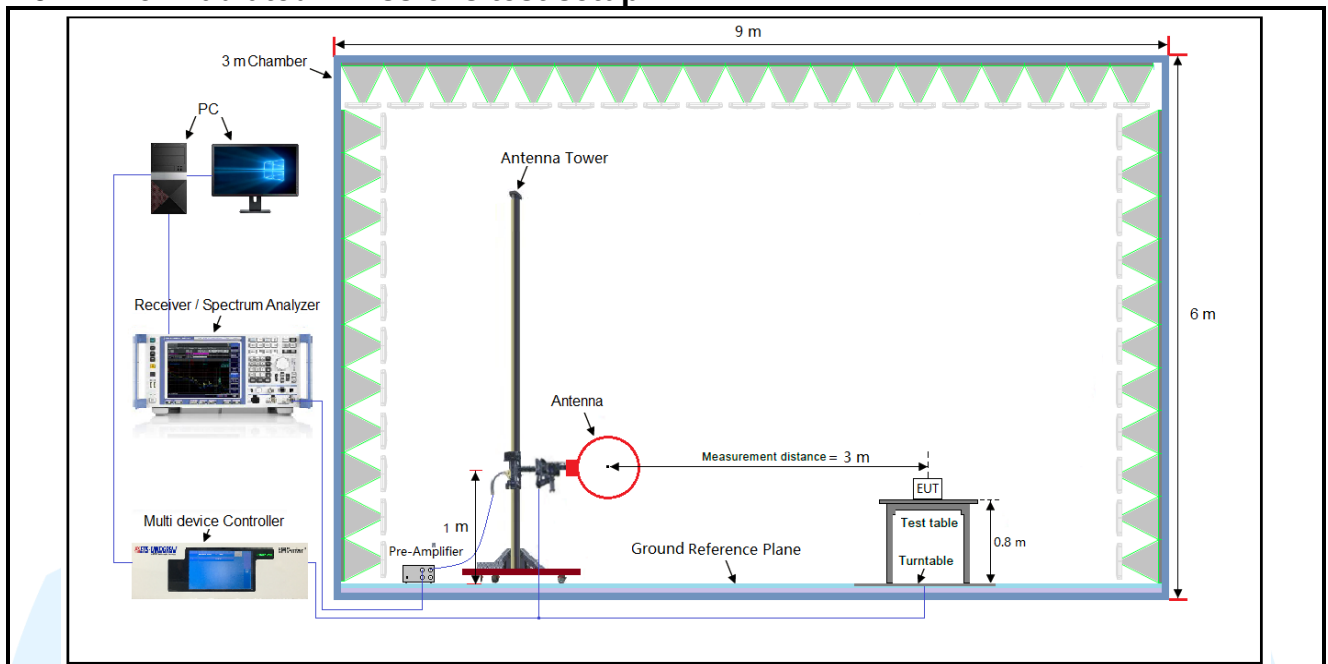 9 m
3 m Chamber
PC
Antenna Tower
Receiver / Spectrum Analyzer
6 m
Antenna
Measurement distance = 3 m
EUT
Multi device Controller
1 m
Test table
0.8 m
Pre-Amplifier
Ground Reference Plane
Turntable